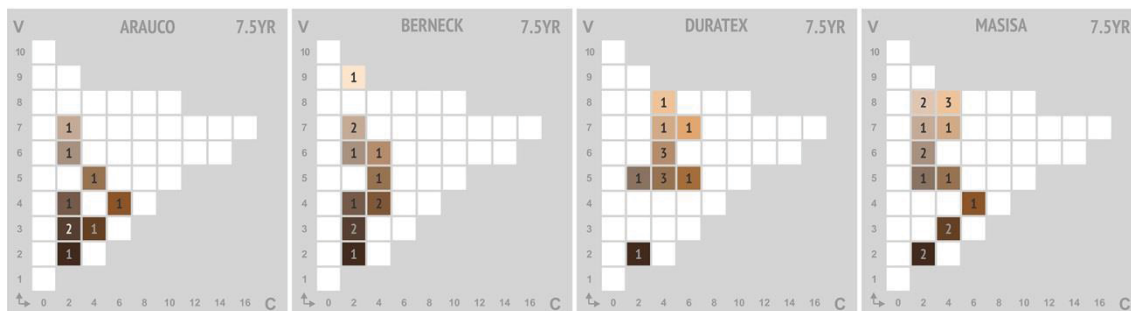 V ARAUCO 7.5YR
10
9
8
7 1
6 1
5 1
4 1 1
3 2 1
2 1
1
0 2 4 6 8 10 12 14 16 C
V BERNECK 7.5YR
10
9 1
8
7 2
6 1 1
5 1
4 1 2
3 2
2 1
1
0 2 4 6 8 10 12 14 16 C
V DURATEX 7.5YR
10
9
8 1
7 1 1
6 3
5 1 3 1
4
3
2 1
1
0 2 4 6 8 10 12 14 16 C
V MASISA 7.5YR
10
9
8 2 3
7 1 1
6 2
5 1 1
4 1
3 2
2 2
1
0 2 4 6 8 10 12 14 16 C